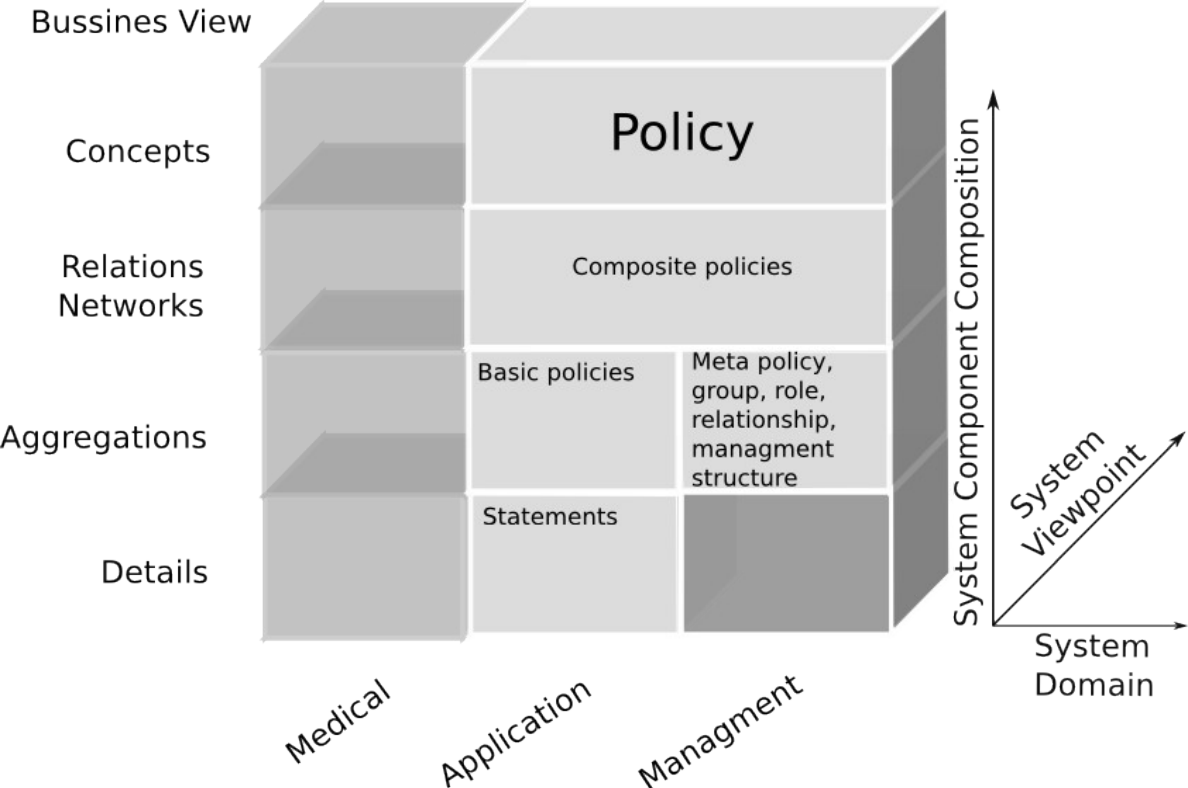 Bussines View
Concepts
Policy
Relations
Networks
Composite policies
Aggregations
Basic policies
Meta policy,
group, role,
relationship,
managment
structure
Details
Statements
Medical
Application
Managment
System Component Composition
System
Viewpoint
System
Domain